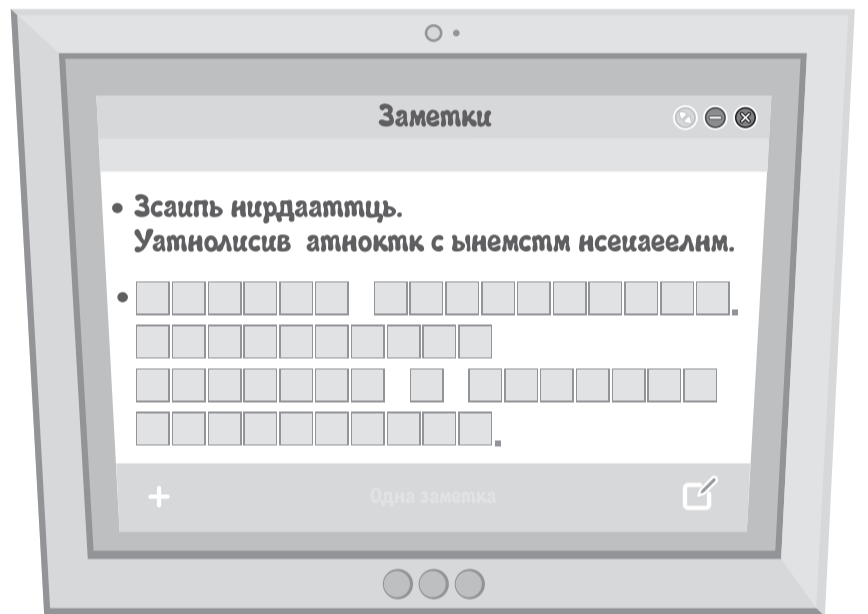 Заметки
• Зсаипь нирдааттць.
Уатнолисив атноктк с ынемстм нсеиаеелнм.
•
Одна заметка